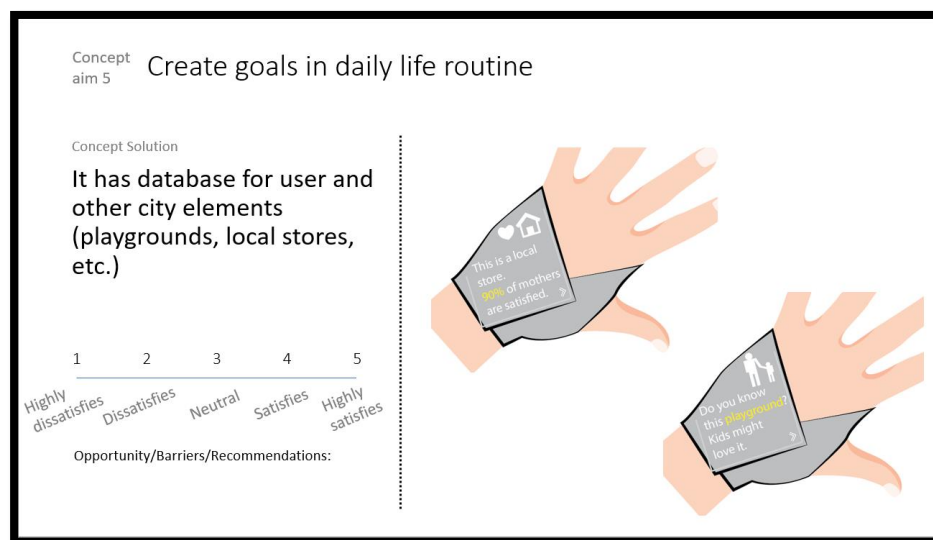 Concept
aim 5
Create goals in daily life routine
Concept Solution
It has database for user and
other city elements
(playgrounds, local stores,
etc.)
1 2 3 4 5
Highly
dissatisfies
Dissatisfies
Neutral
Satisfies
Highly
satisfies
Opportunity/Barriers/Recommendations:
This is a local
store.
90% of mothers
are satisfied.
Do you know
this playground?
Kids might
love it.